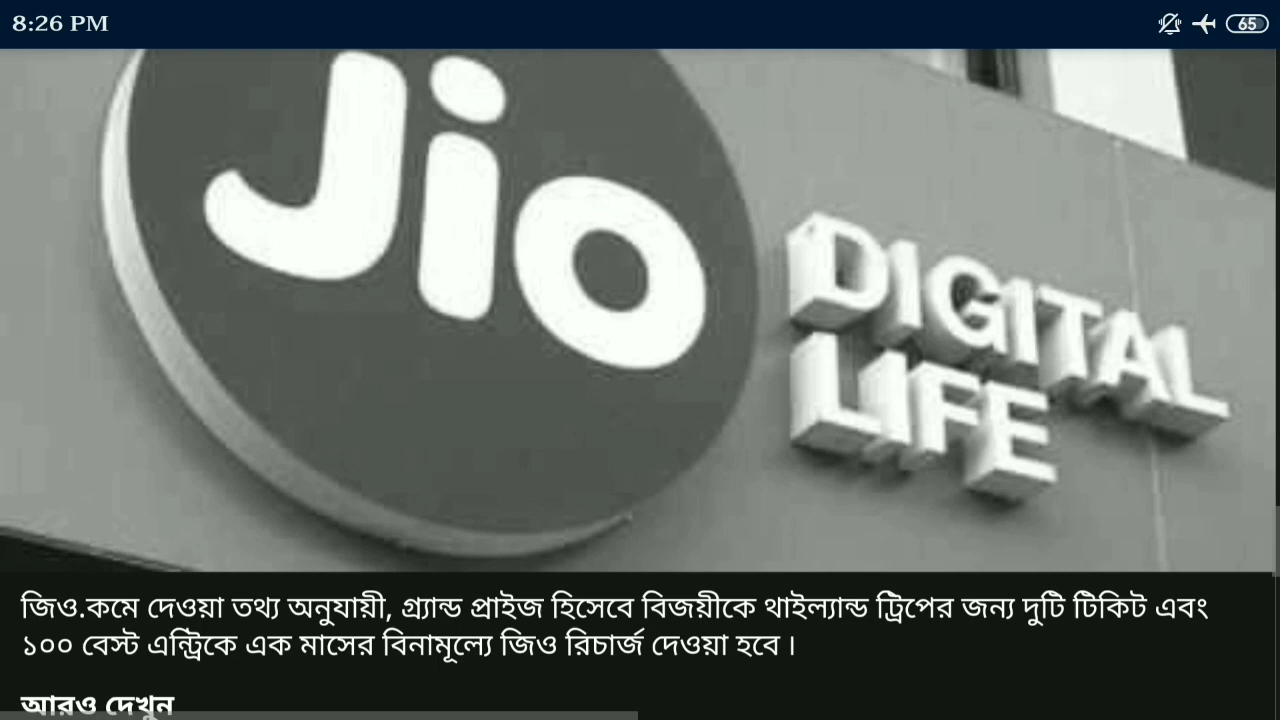 8:26 PM
65
Jio
DIGITAL
LIFE
জিও.কমে দেওয়া তথ্য অনুযায়ী, গ্র্যান্ড প্রাইজ হিসেবে বিজয়ীকে থাইল্যান্ড ট্রিপের জন্য দুটি টিকিট এবং
১০০ বেস্ট এন্ট্রিকে এক মাসের বিনামূল্যে জিও রিচার্জ দেওয়া হবে ।
আরও দেখুন